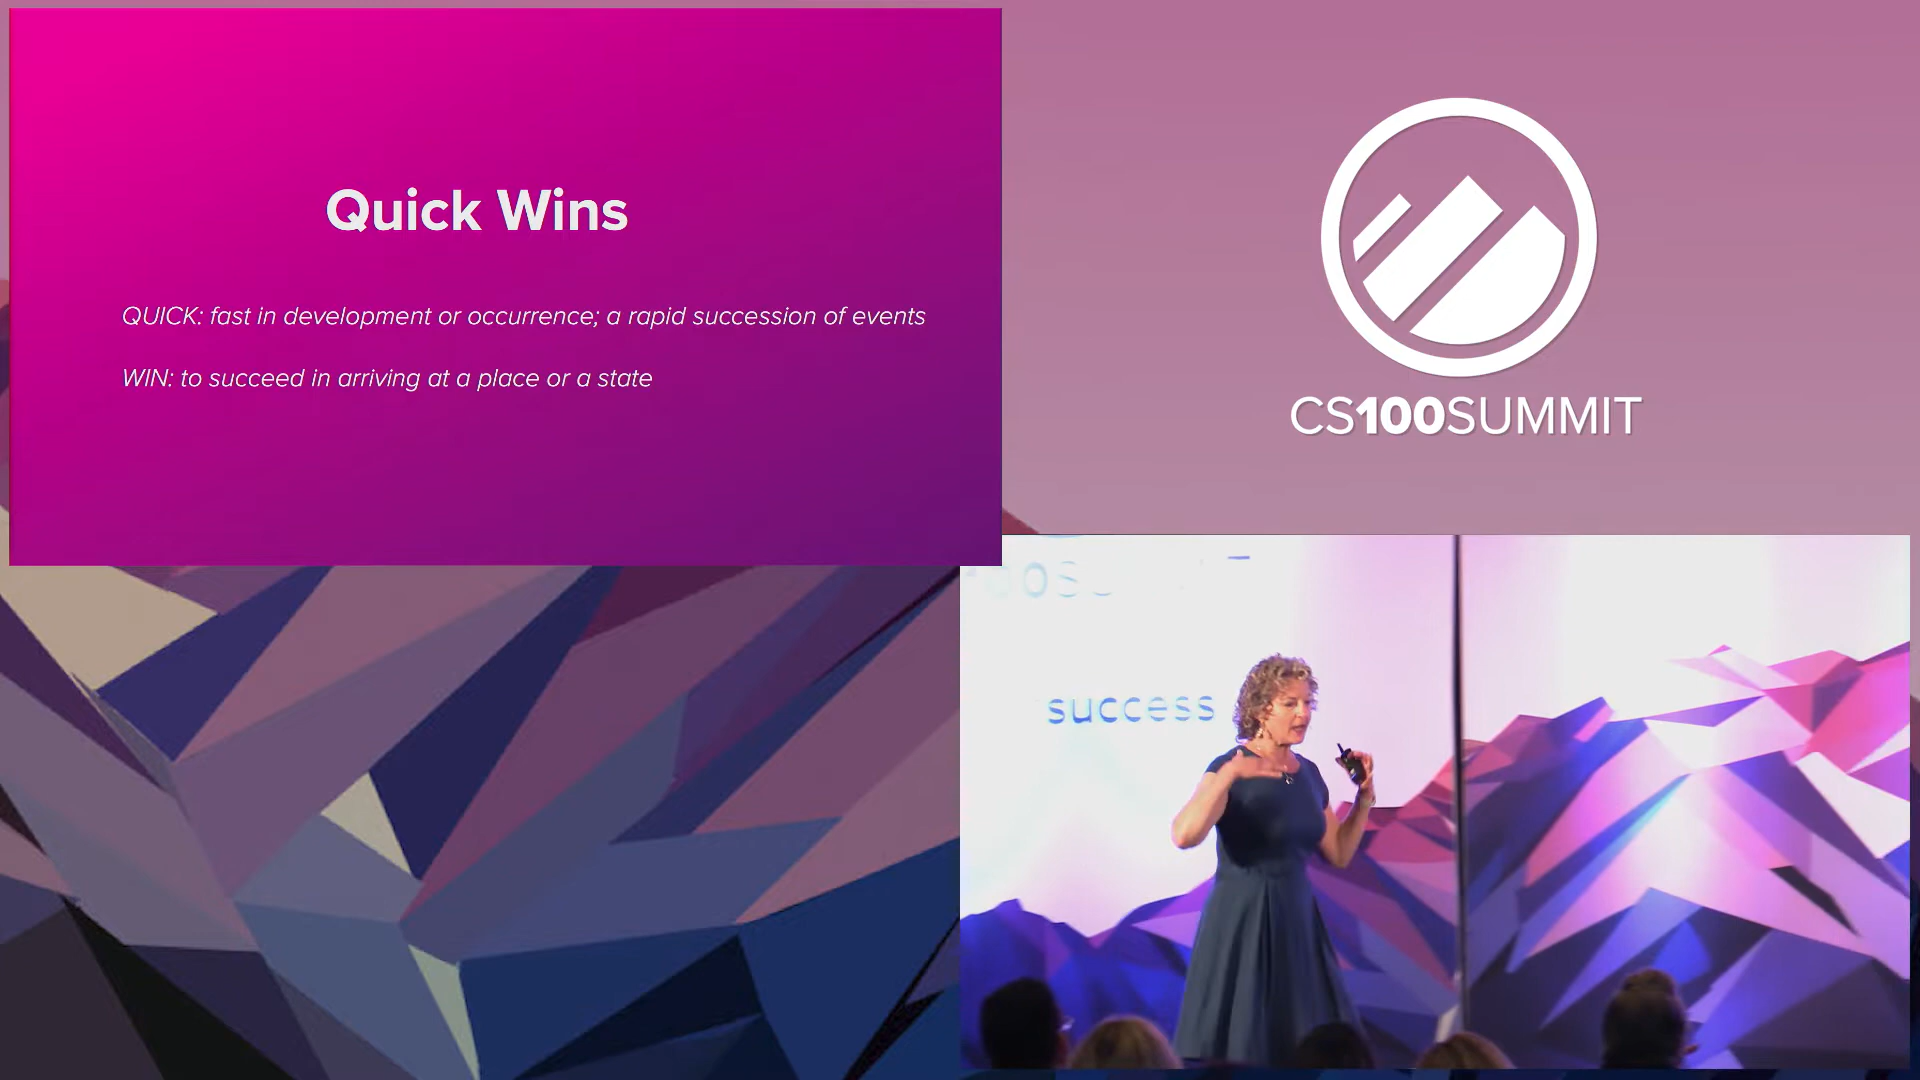 Quick Wins
QUICK: fast in development or occurrence; a rapid succession of events
WIN: to succeed in arriving at a place or a state
CS100SUMMIT
success